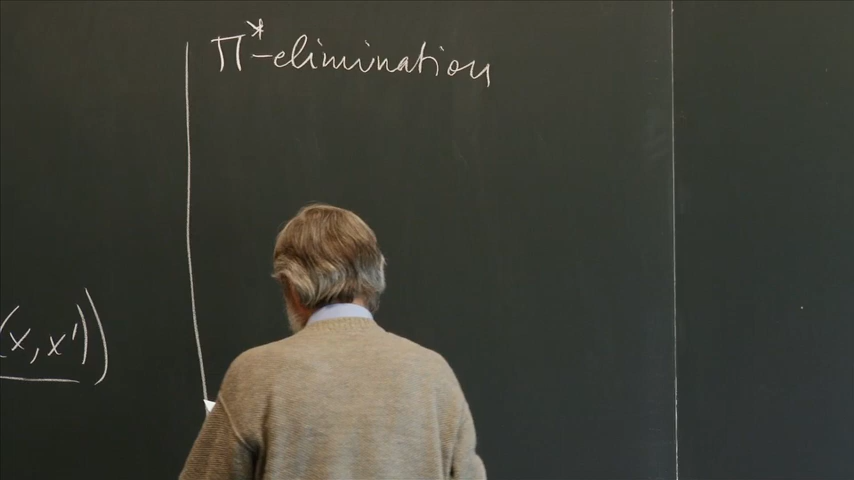 Π*-elimination
(x, x'))